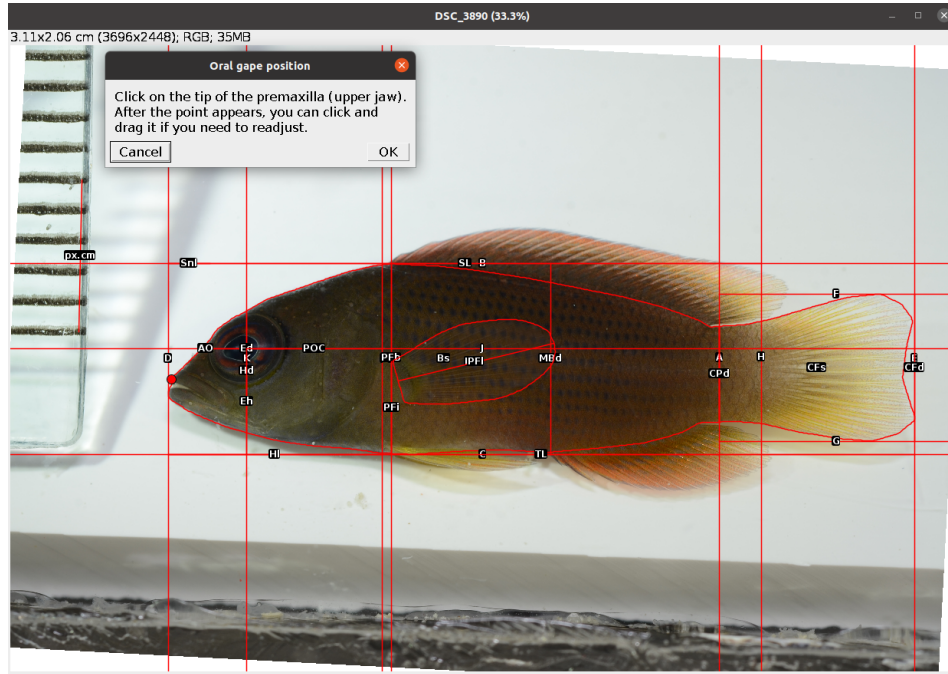 DSC_3890 (33.3%)
3.11x2.06 cm (3696x2448); RGB; 35MB
Oral gape position
Click on the tip of the premaxilla (upper jaw).
After the point appears, you can click and
drag it if you need to readjust.
Cancel OK
px.cm
Snl SL B
F
AO Ed POC J
D K PFb Bs IPFl MBd A H E
Hd CPd CFs CFd
Eh PFi
G
Hl C TL